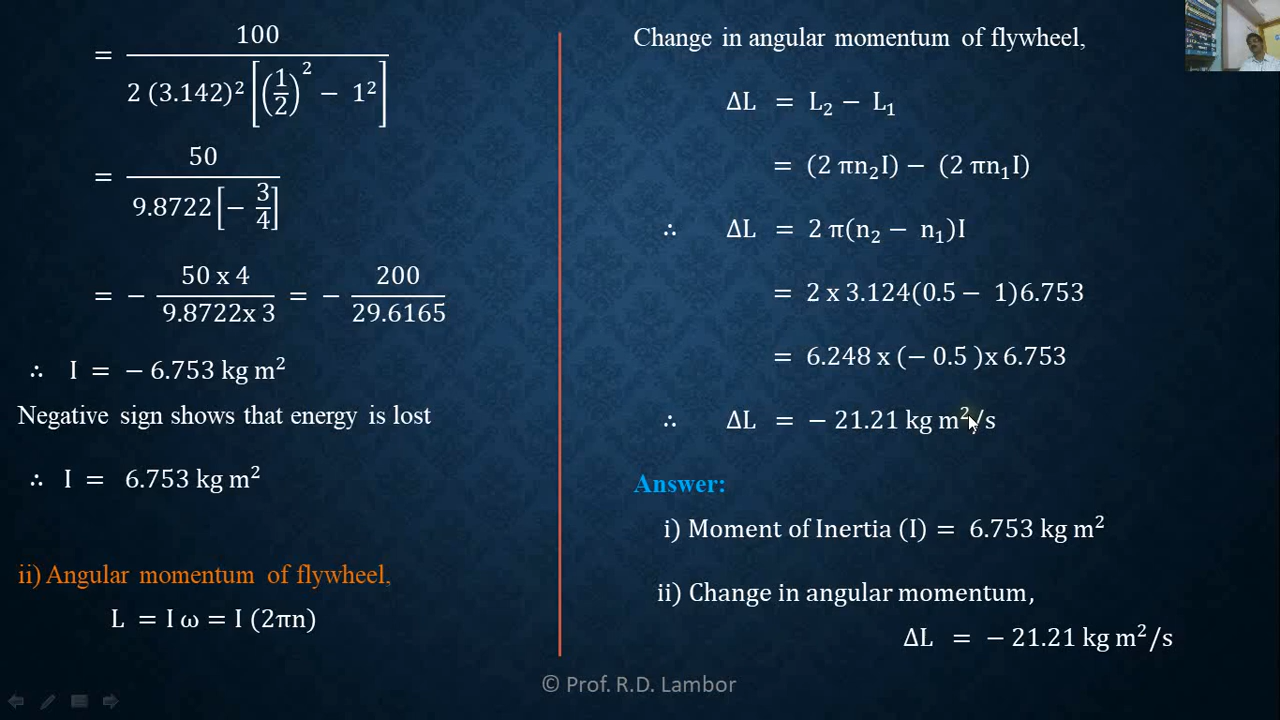 = 100 / 2 (3.142)² [(1/2)² − 1²]
= 50 / 9.8722 [− 3/4]
= − 50 x 4 / 9.8722x 3 = − 200 / 29.6165
∴ I = − 6.753 kg m²
Negative sign shows that energy is lost
∴ I = 6.753 kg m²
ii) Angular momentum of flywheel,
L = I ω = I (2πn)
Change in angular momentum of flywheel,
ΔL = L₂ − L₁
= (2 πn₂I) − (2 πn₁I)
∴ ΔL = 2 π(n₂ − n₁)I
= 2 x 3.124(0.5 − 1)6.753
= 6.248 x (− 0.5 )x 6.753
∴ ΔL = − 21.21 kg m²/s
Answer:
i) Moment of Inertia (I) = 6.753 kg m²
ii) Change in angular momentum,
ΔL = − 21.21 kg m²/s
© Prof. R.D. Lambor